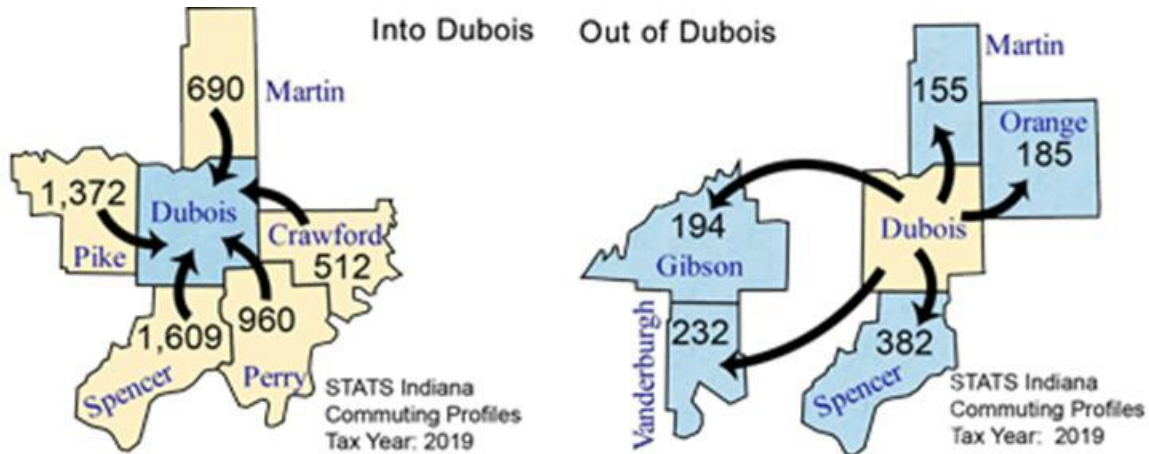 Into Dubois
690
Martin
1,372
Dubois
Pike
Crawford
512
1,609
960
Spencer
Perry
STATS Indiana
Commuting Profiles
Tax Year: 2019
Out of Dubois
Martin
155
Orange
185
194
Gibson
Dubois
Vanderburgh
232
382
Spencer
STATS Indiana
Commuting Profiles
Tax Year: 2019